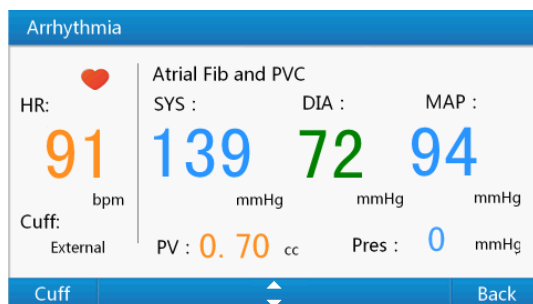 Arrhythmia
Atrial Fib and PVC
HR: SYS : DIA : MAP :
91 139 72 94
bpm mmHg mmHg mmHg
Cuff:
External PV : 0.70 cc Pres : 0 mmHg
Cuff Back